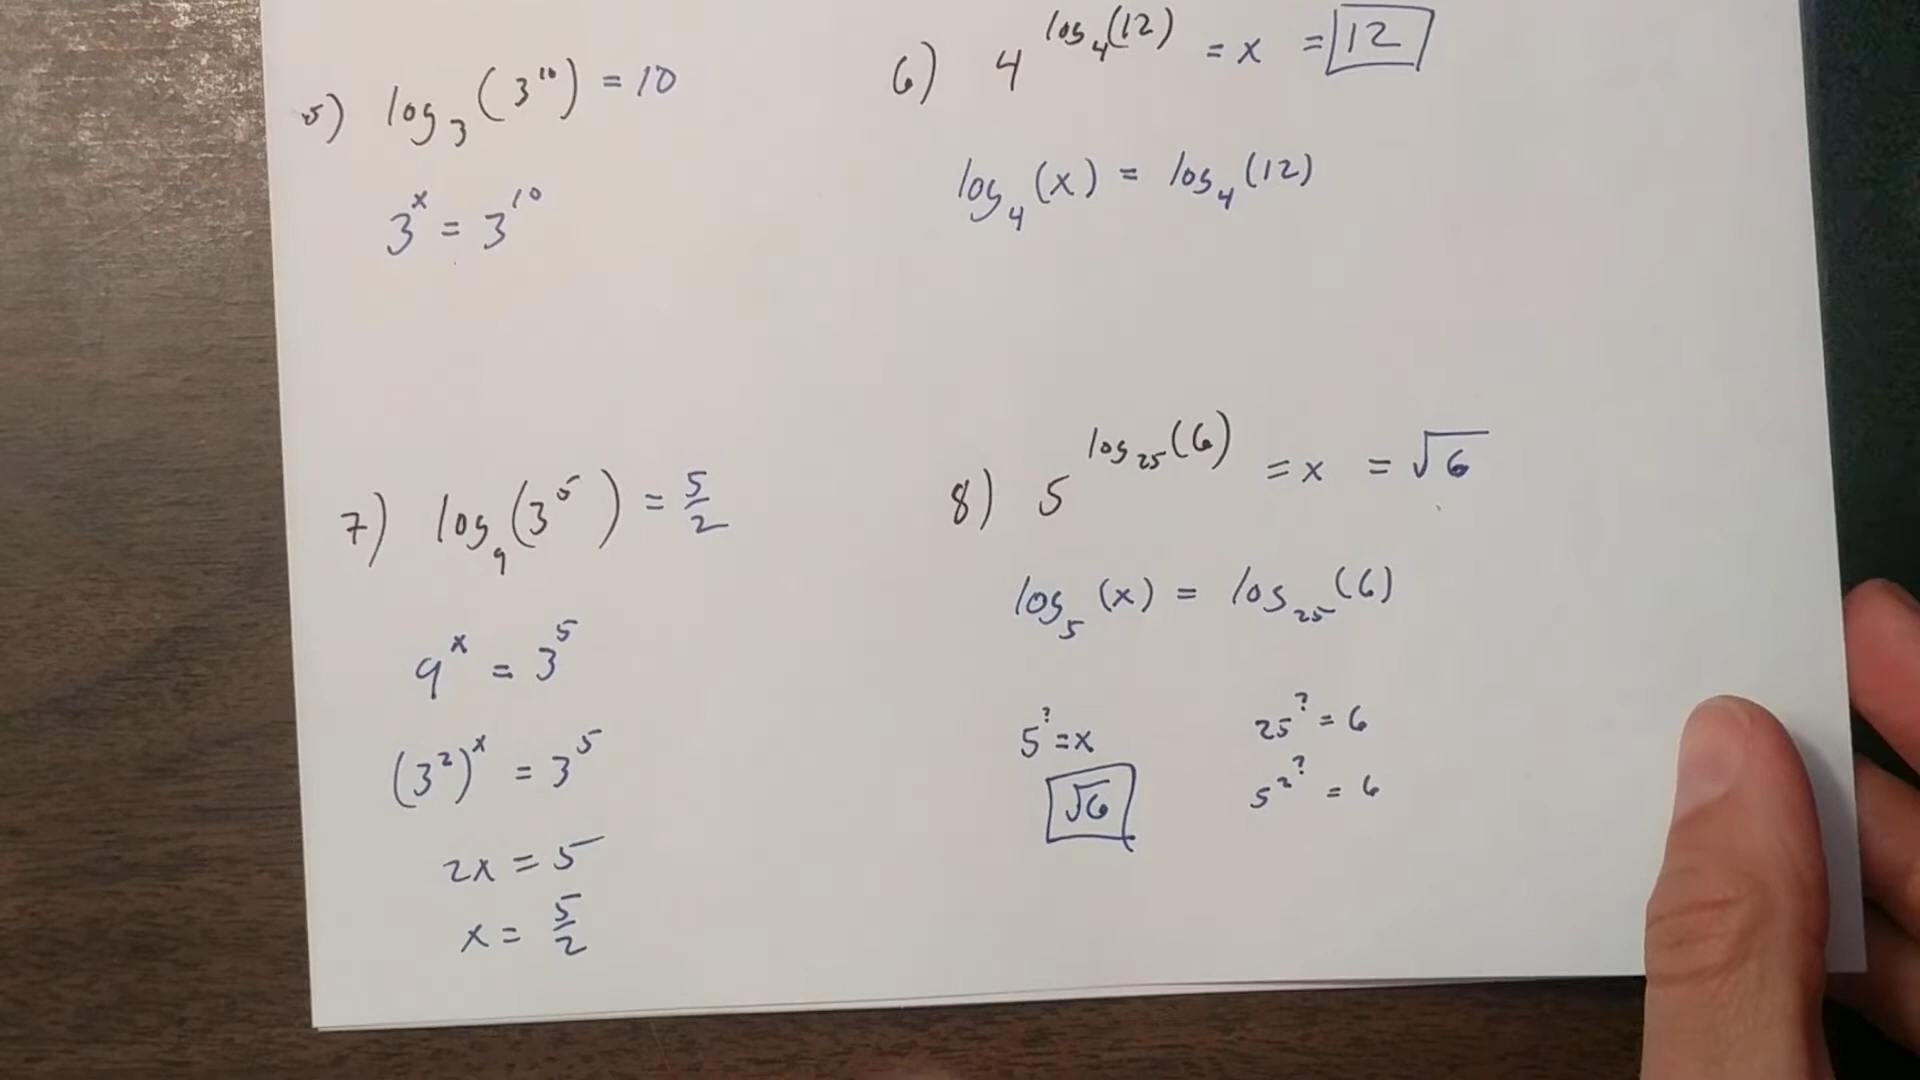 5) log₃(3¹⁰) = 10
3ˣ = 3¹⁰
6) 4^log₄(12) = x = 12
log₄(x) = log₄(12)
7) log₉(3⁵) = 5/2
9ˣ = 3⁵
(3²)ˣ = 3⁵
2x = 5
x = 5/2
8) 5^log₂₅(6) = x = √6
log₅(x) = log₂₅(6)
5^? = x
√6
25^? = 6
5^2^? = 6